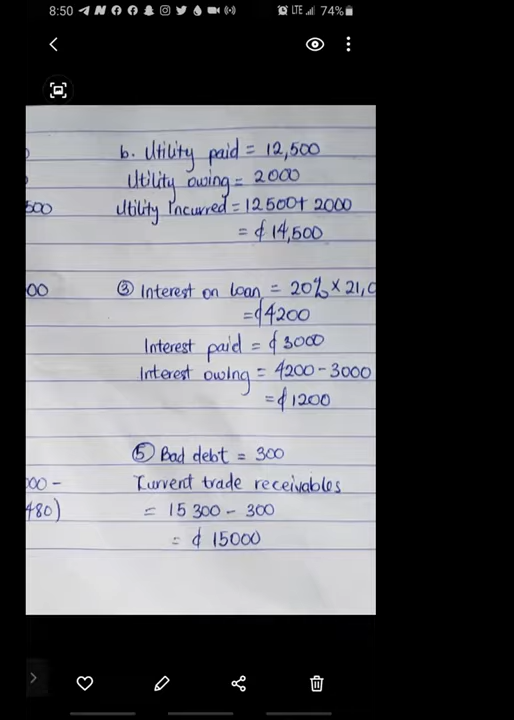 8:50
LTE 74%
b. Utility paid = 12,500
Utility owing = 2000
500 Utility Incurred = 12500+ 2000
= ₵ 14,500
00 ③ Interest on loan = 20% × 21,0
= ₵4200
Interest paid = ₵3000
Interest owing = 4200 - 3000
= ₵1200
⑤ Bad debt = 300
00 - Current trade receivables
480) = 15 300 - 300
= ₵ 15000